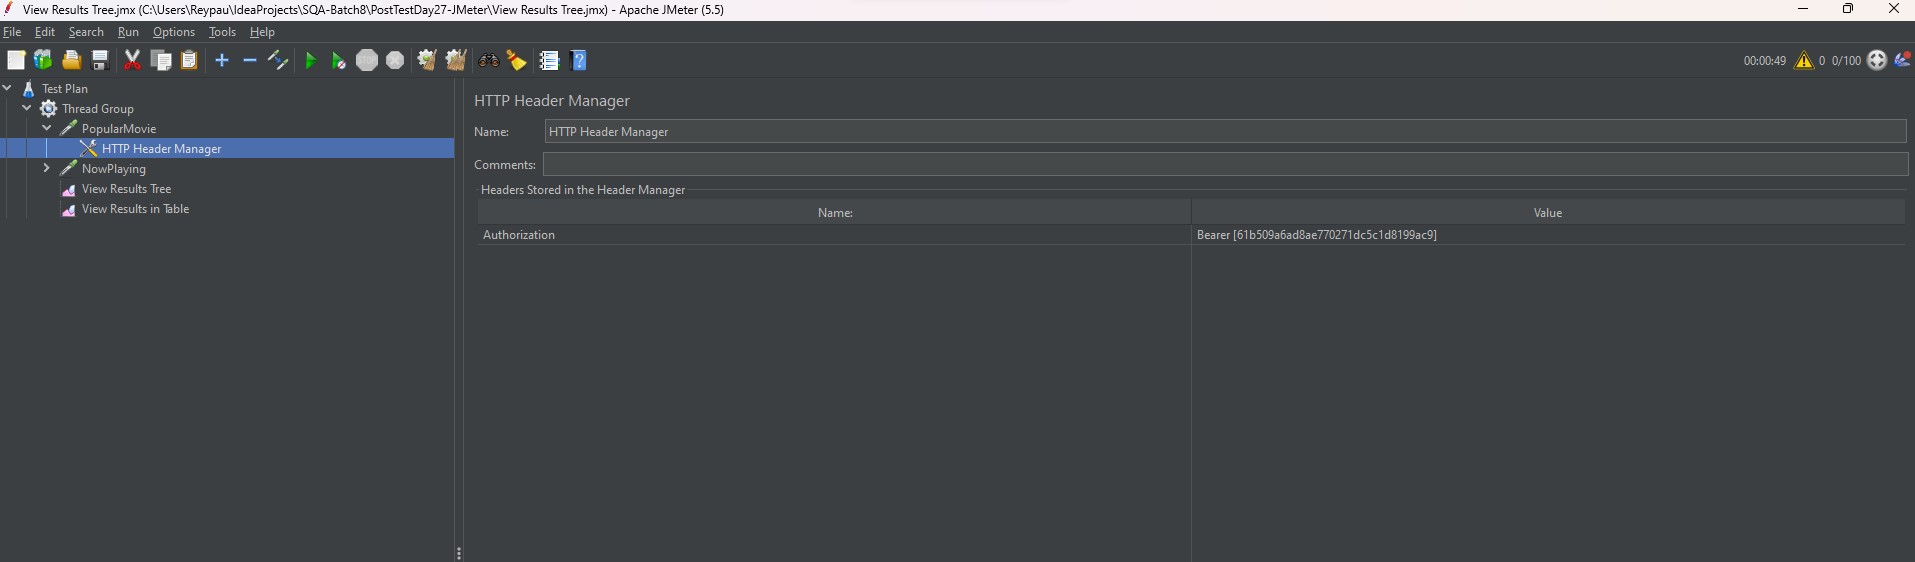 View Results Tree.jmx (C:\Users\Reypau\IdeaProjects\SQA-Batch8\PostTestDay27-JMeter\View Results Tree.jmx) - Apache JMeter (5.5)
File Edit Search Run Options Tools Help
00:00:49 0 0/100
Test Plan
Thread Group
PopularMovie
HTTP Header Manager
NowPlaying
View Results Tree
View Results in Table
HTTP Header Manager
Name: HTTP Header Manager
Comments:
Headers Stored in the Header Manager
Name: Value
Authorization Bearer [61b509a6ad8ae770271dc5c1d8199ac9]